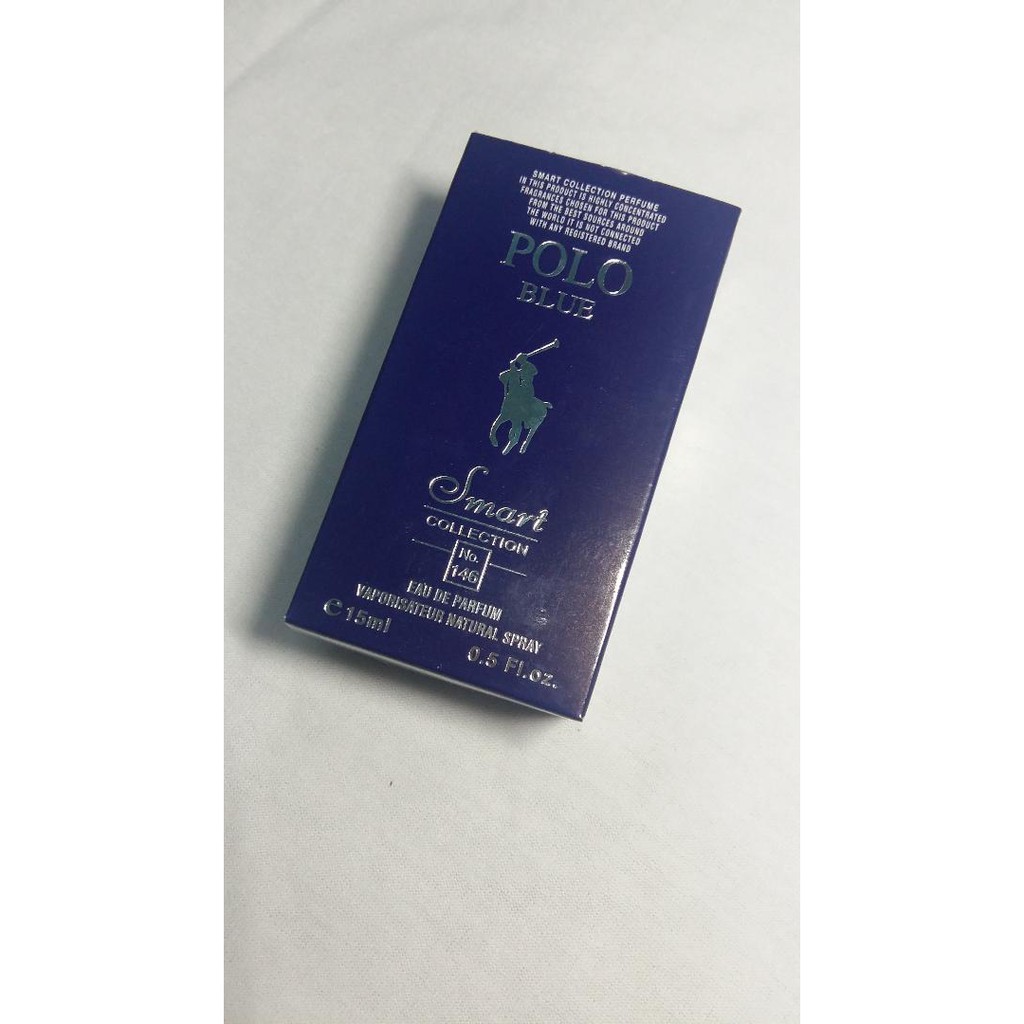 SMART COLLECTION PERFUME
IN THIS PRODUCT IS HIGHLY CONCENTRATED
FRAGRANCES CHOSEN FOR THIS PRODUCT
FROM THE BEST SOURCES AROUND
THE WORLD IT IS NOT CONNECTED
WITH ANY REGISTERED BRAND
POLO
BLUE
Smart
COLLECTION
No.
146
EAU DE PARFUM
VAPORISATEUR NATURAL SPRAY
℮15ml
0.5 Fl.oz.